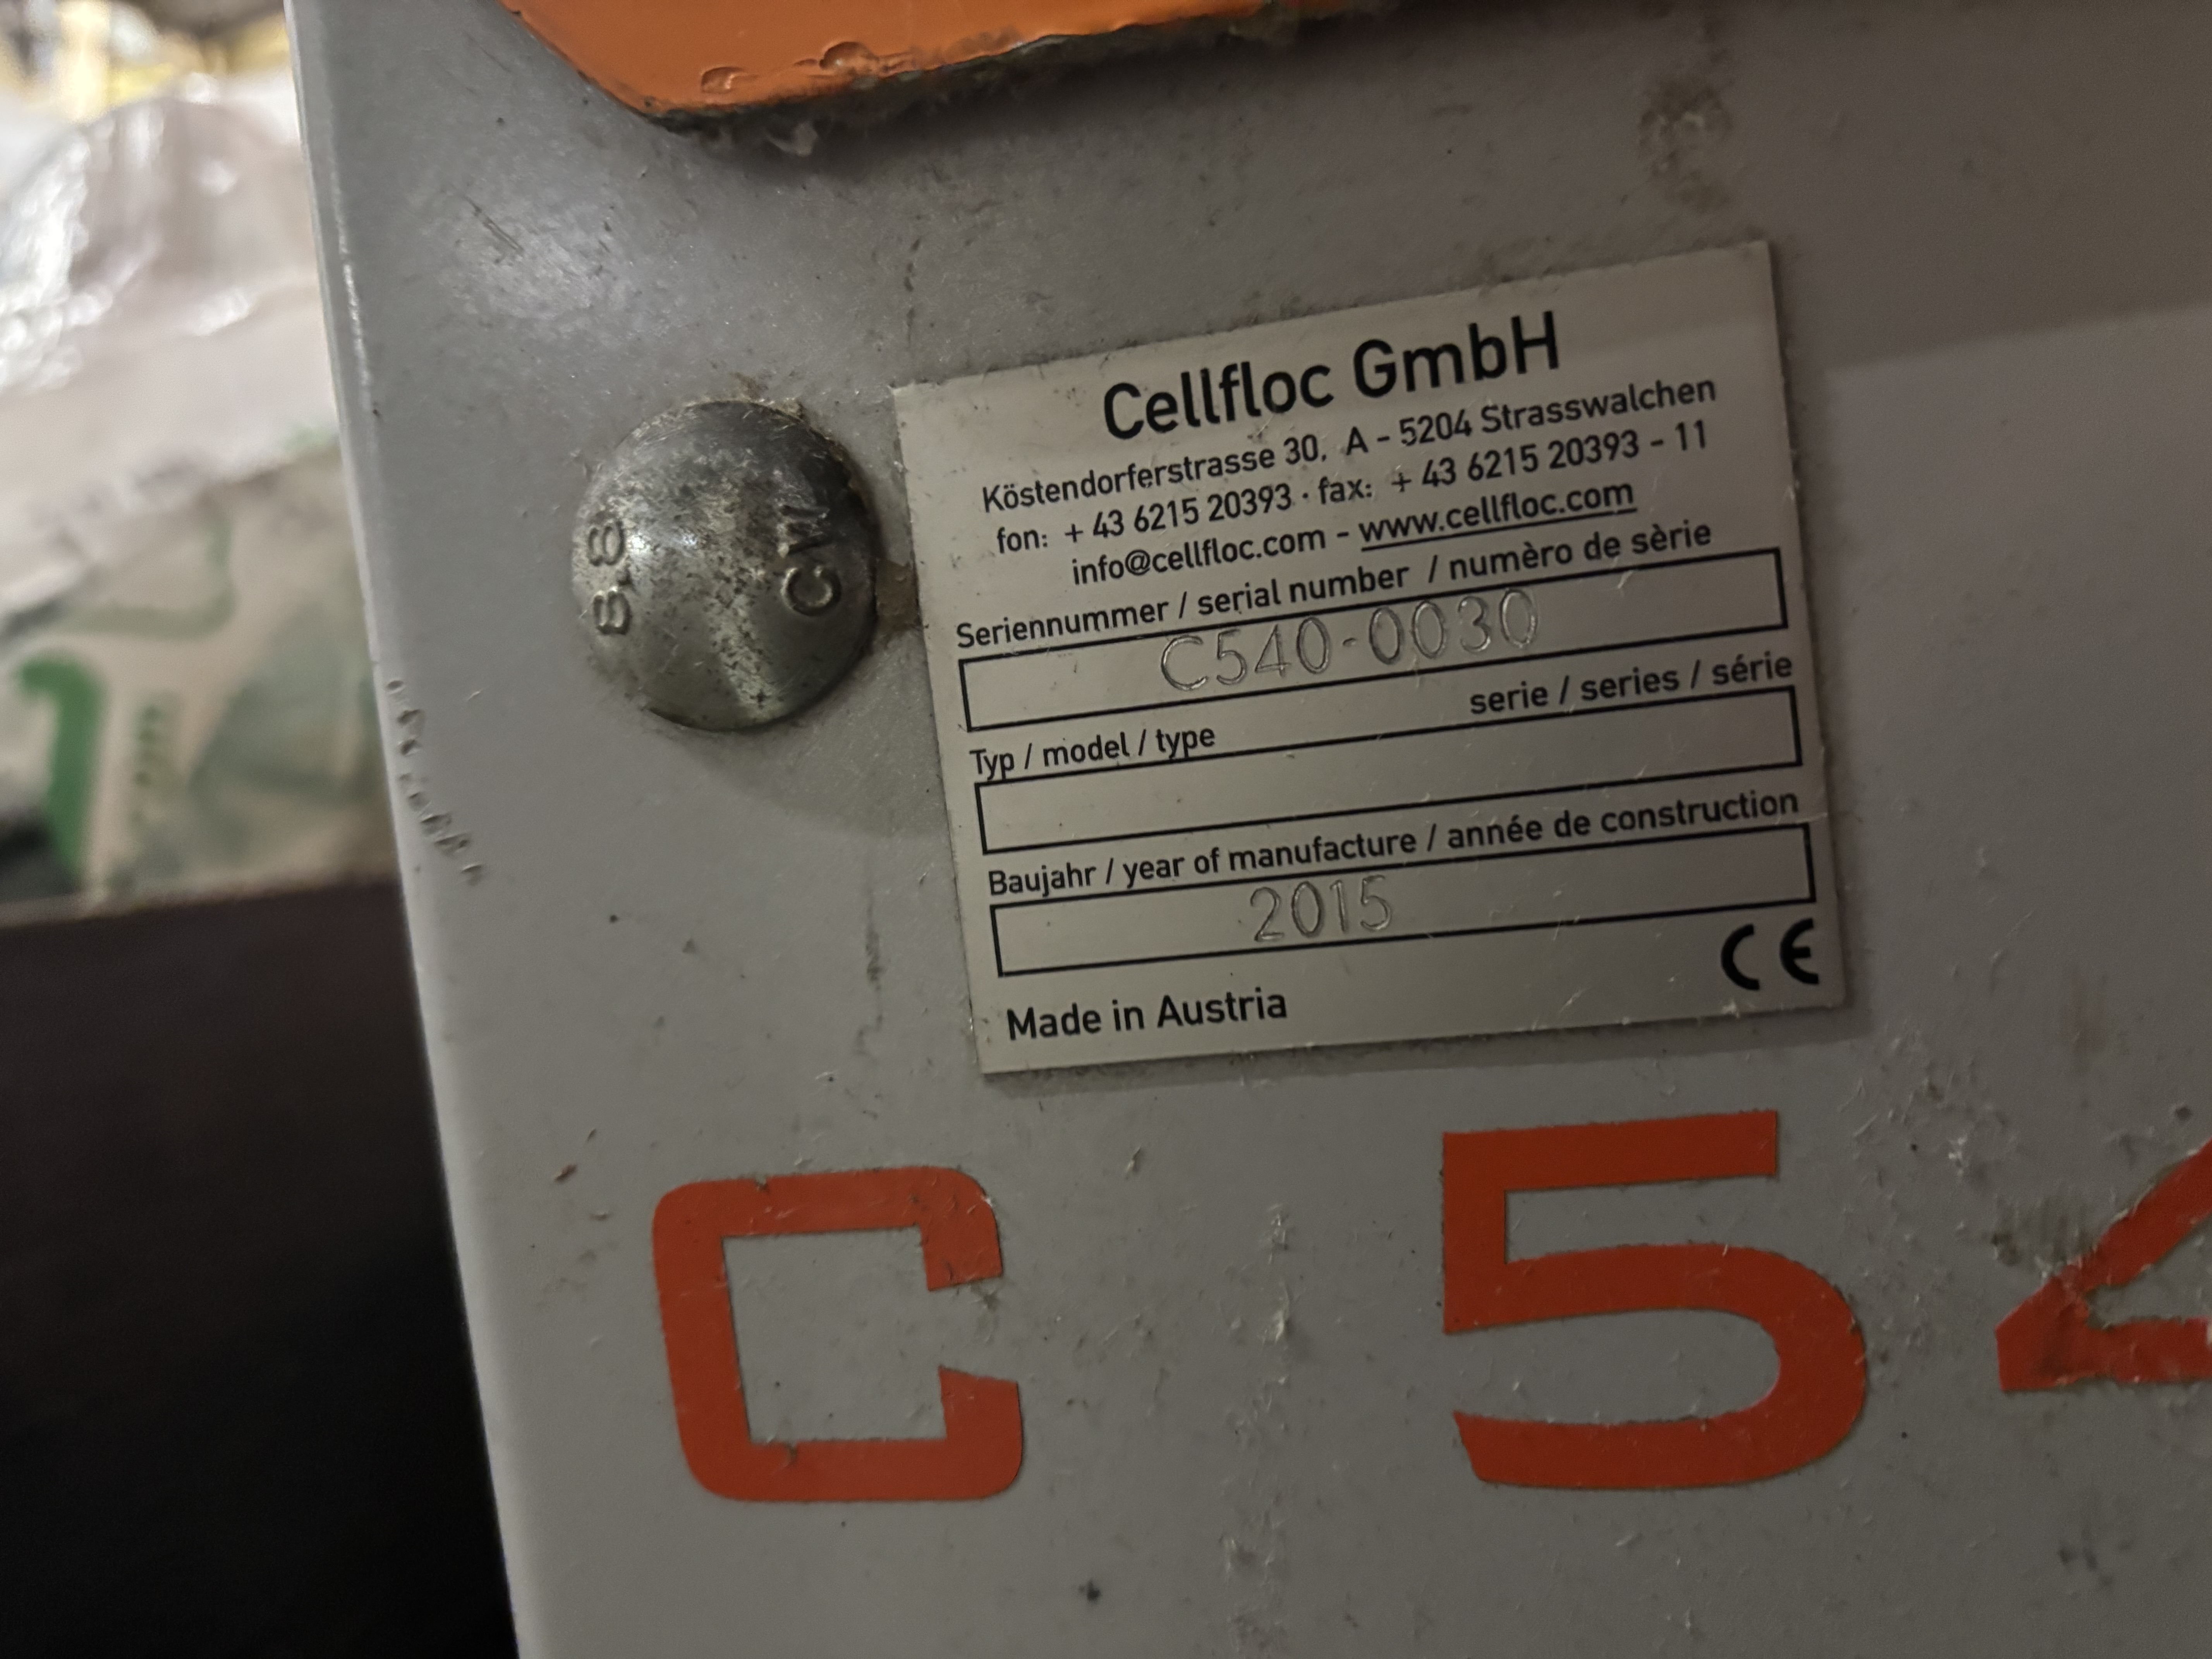 8.8
CW
Cellfloc GmbH
Köstendorferstrasse 30, A - 5204 Strasswalchen
fon: + 43 6215 20393 · fax: + 43 6215 20393 - 11
info@cellfloc.com - www.cellfloc.com
Seriennummer / serial number / numèro de sèrie
C540-0030
Typ / model / type serie / series / série
Baujahr / year of manufacture / année de construction
2015
CE
Made in Austria
C 54